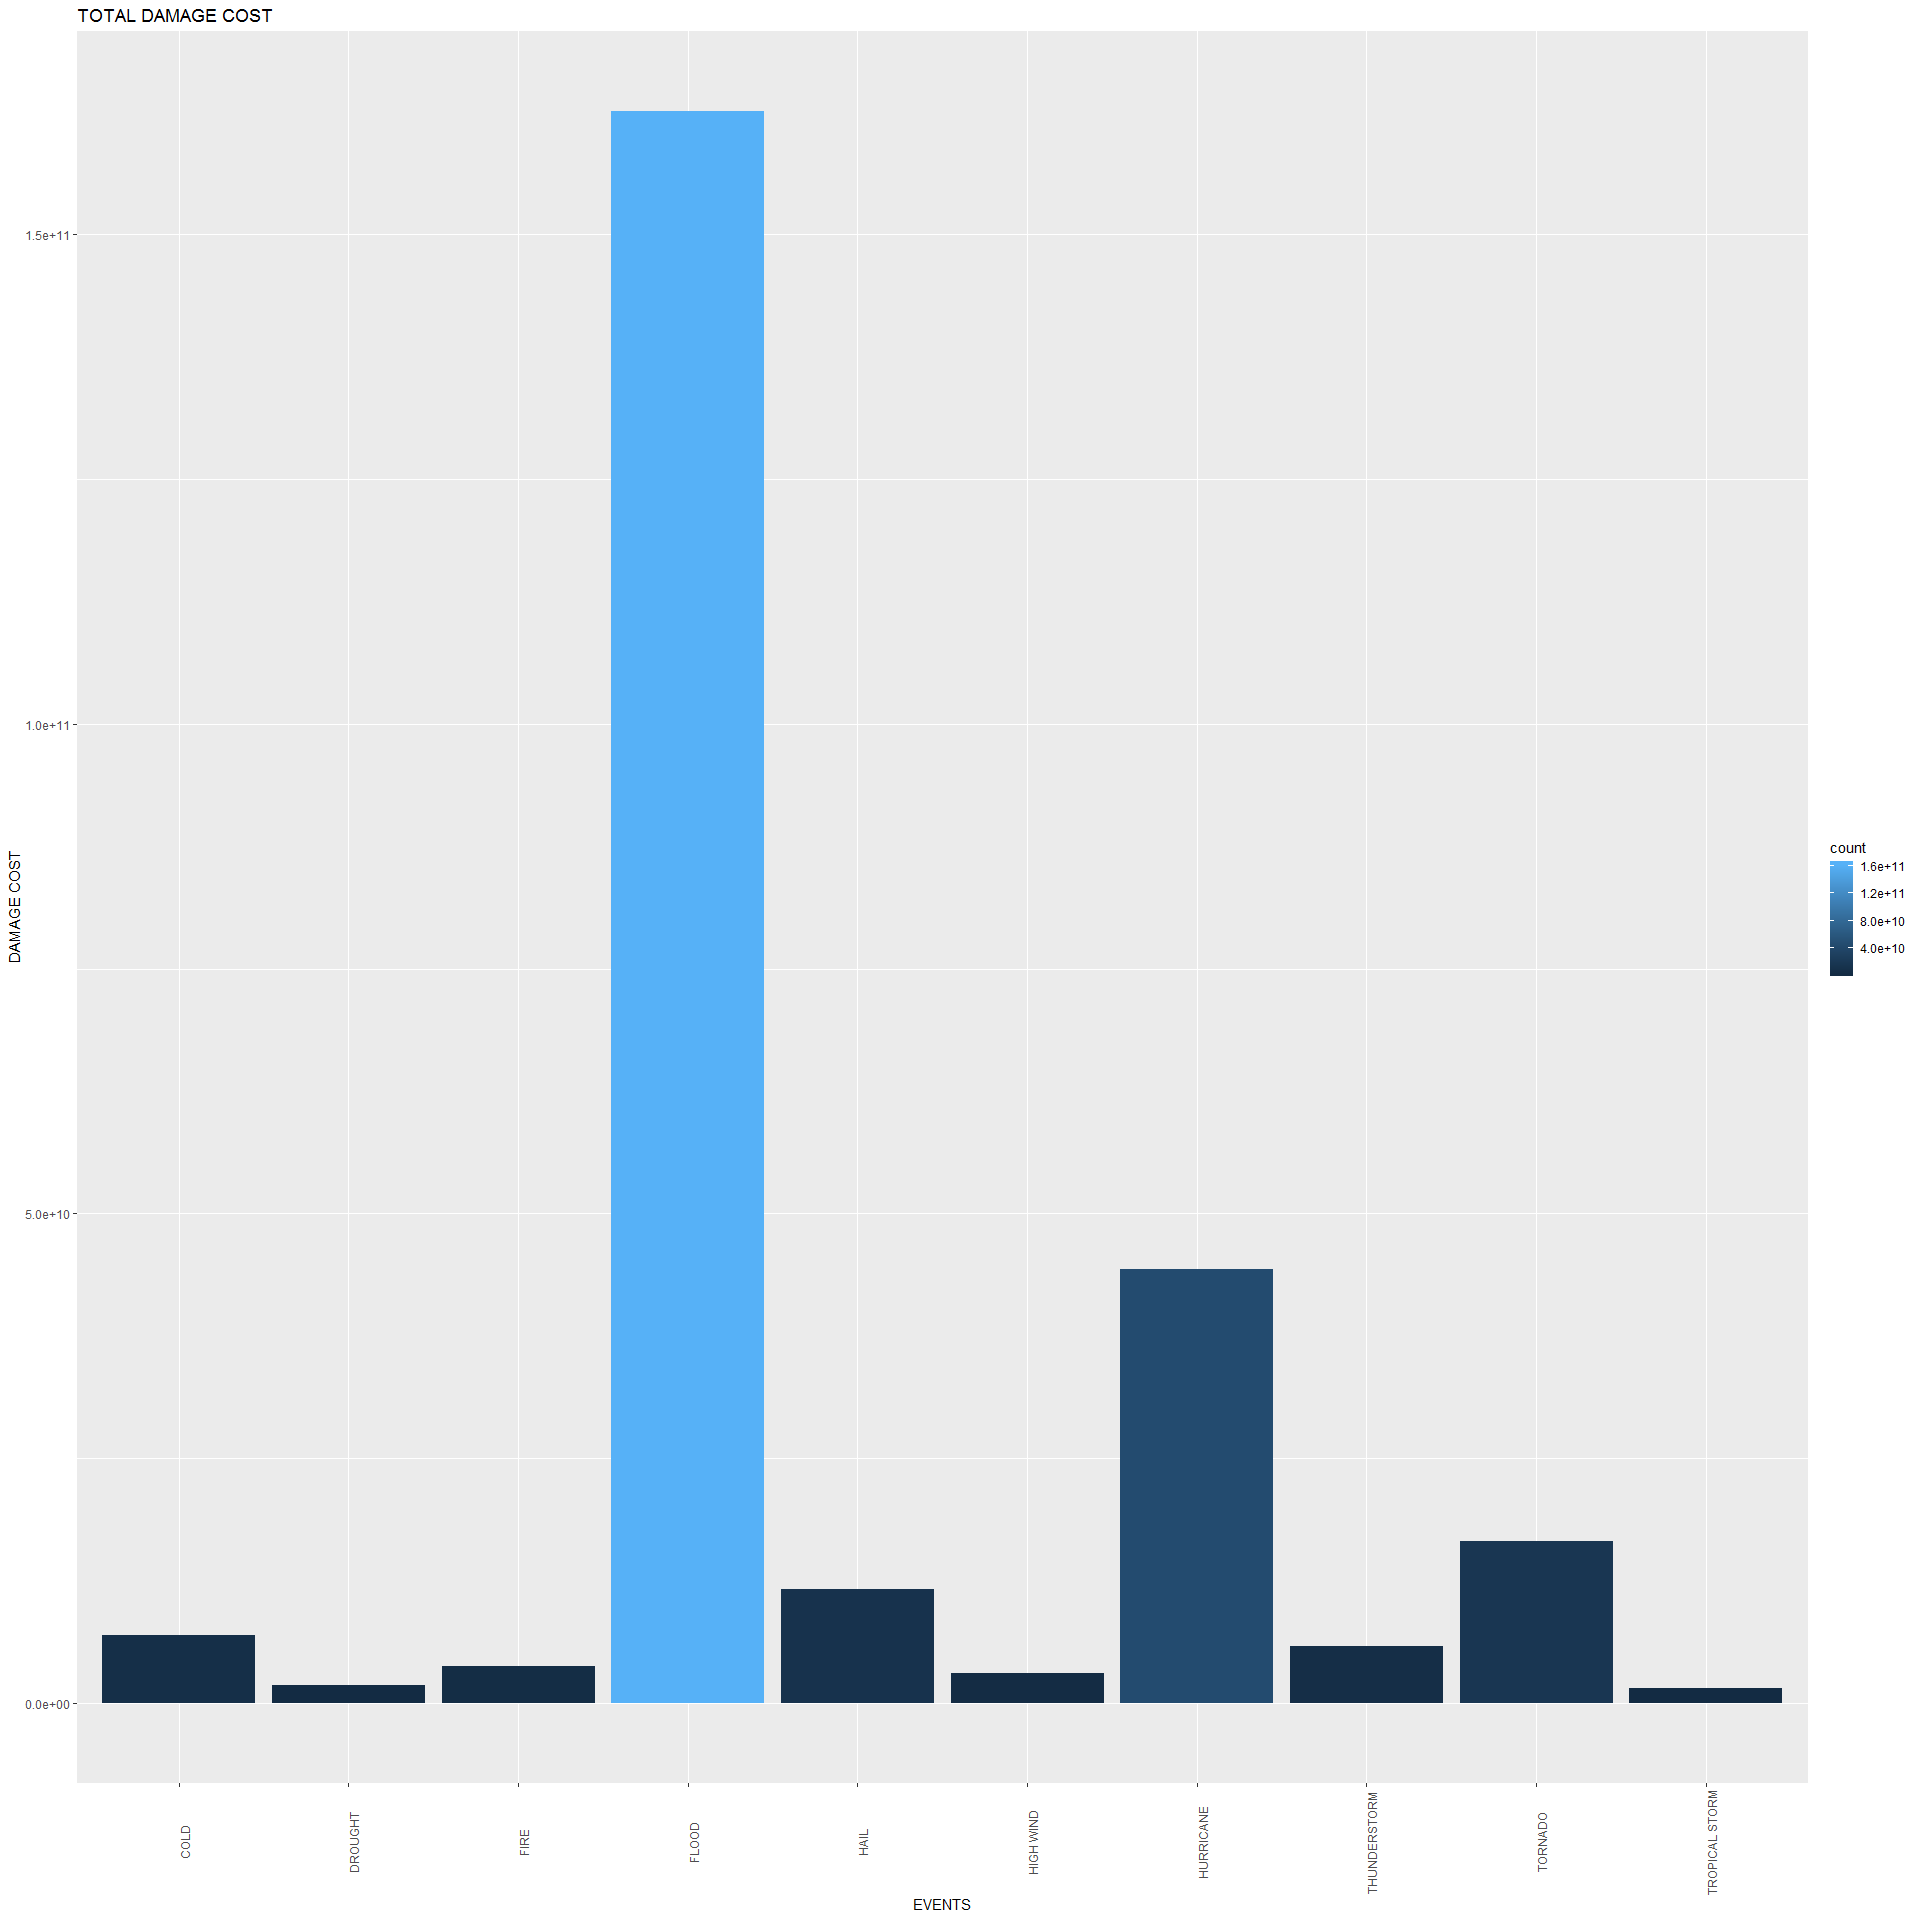 TOTAL DAMAGE COST
DAMAGE COST
1.5e+11
1.0e+11
5.0e+10
0.0e+00
COLD
DROUGHT
FIRE
FLOOD
HAIL
HIGH WIND
HURRICANE
THUNDERSTORM
TORNADO
TROPICAL STORM
EVENTS
count
1.6e+11
1.2e+11
8.0e+10
4.0e+10